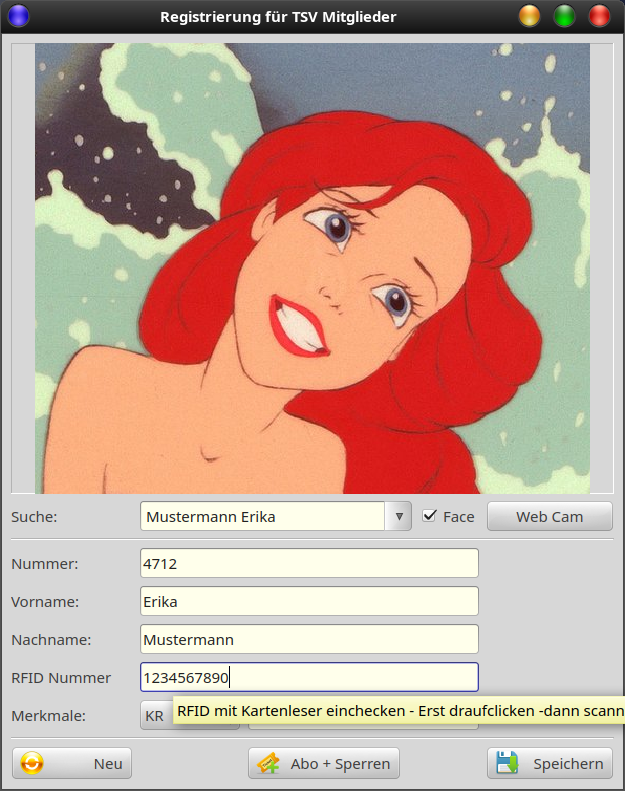 Registrierung für TSV Mitglieder
Suche: Mustermann Erika Face Web Cam
Nummer: 4712
Vorname: Erika
Nachname: Mustermann
RFID Nummer 1234567890
RFID mit Kartenleser einchecken - Erst draufclicken -dann scann
Merkmale: KR
Neu Abo + Sperren Speichern